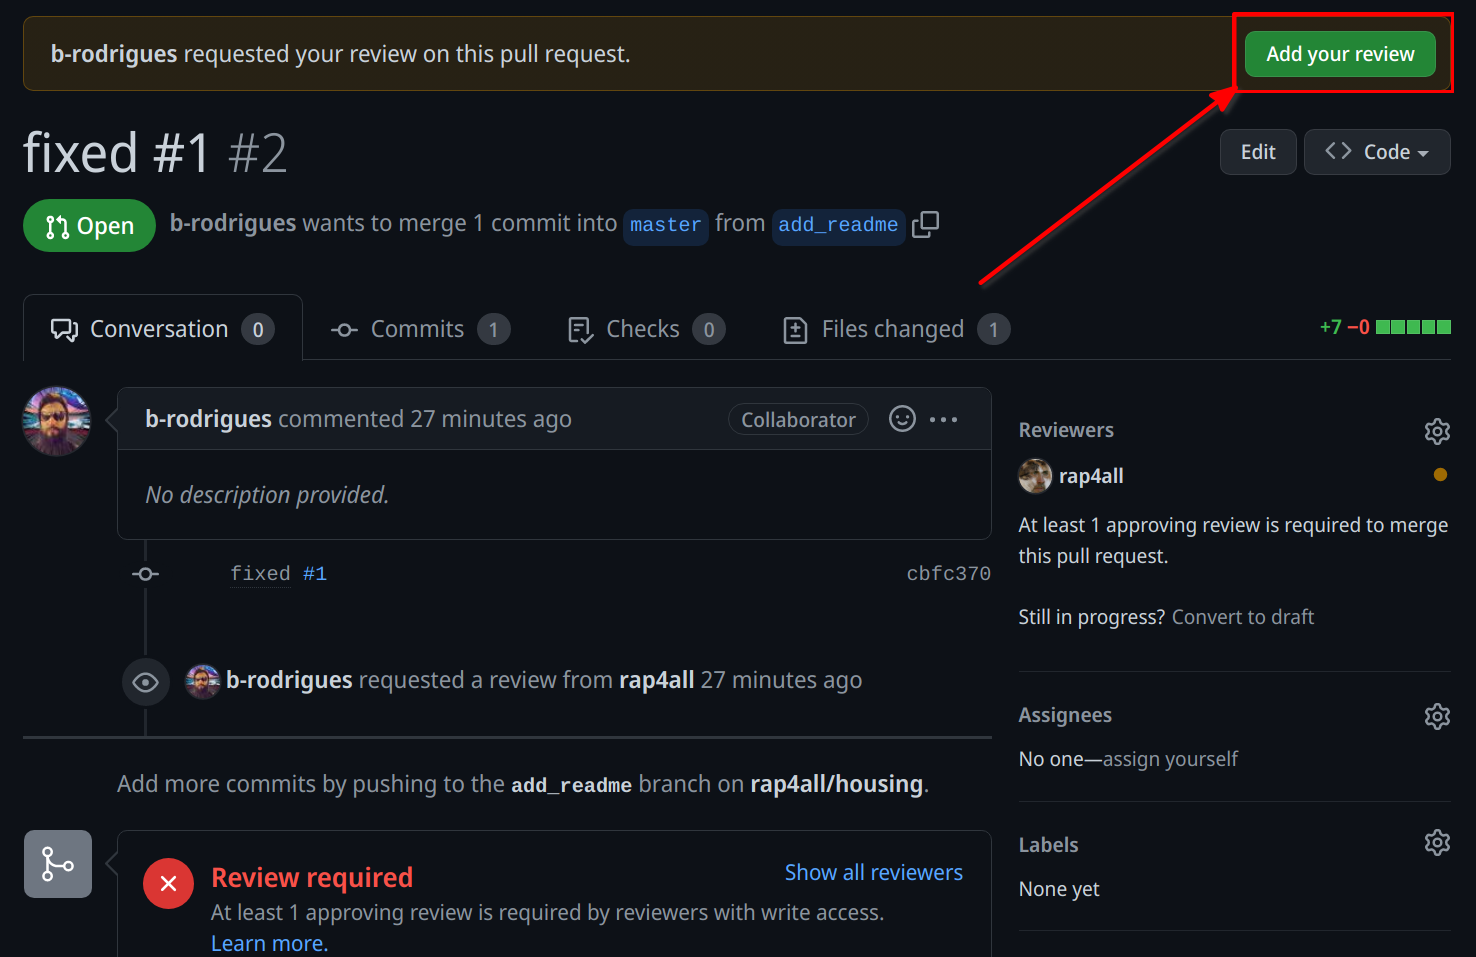 b-rodrigues requested your review on this pull request.
Add your review
fixed #1 #2
Edit
Code
Open
b-rodrigues wants to merge 1 commit into master from add_readme
Conversation 0
Commits 1
Checks 0
Files changed 1
+7 −0
b-rodrigues commented 27 minutes ago
Collaborator
No description provided.
fixed #1
cbfc370
b-rodrigues requested a review from rap4all 27 minutes ago
Add more commits by pushing to the add_readme branch on rap4all/housing.
Review required
Show all reviewers
At least 1 approving review is required by reviewers with write access.
Learn more.
Reviewers
rap4all
At least 1 approving review is required to merge
this pull request.
Still in progress? Convert to draft
Assignees
No one—assign yourself
Labels
None yet